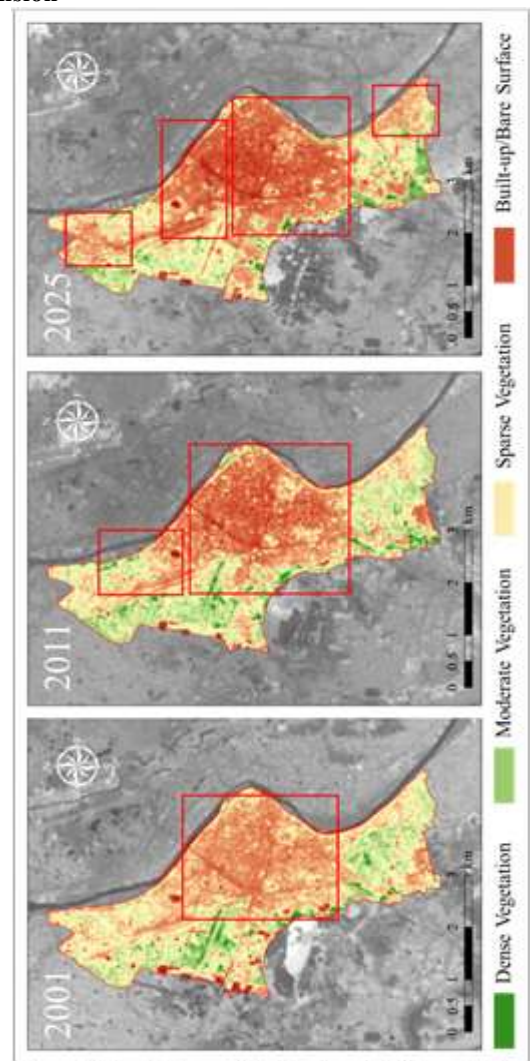 nsion
2001
0 0.5 1 2 3
km
2011
0 0.5 1 2 3
km
2025
0 0.5 1 2 3
km
Dense Vegetation Moderate Vegetation Sparse Vegetation Built-up/Bare Surface